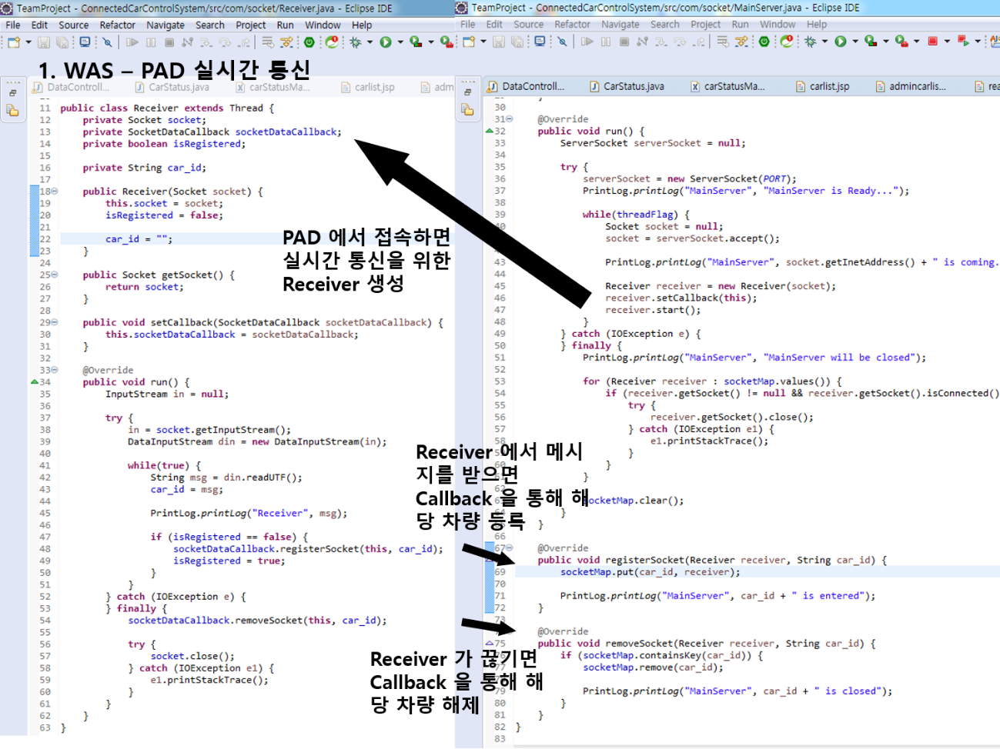 TeamProject - ConnectedCarControlSystem/src/com/socket/Receiver.java - Eclipse IDE
File Edit Source Refactor Navigate Search Project Run Window Help
1. WAS – PAD 실시간 통신
DataControll... CarStatus.java carStatusMa... carlist.jsp adm
11 public class Receiver extends Thread {
12 private Socket socket;
13 private SocketDataCallback socketDataCallback;
14 private boolean isRegistered;
15
16 private String car_id;
17
18 public Receiver(Socket socket) {
19 this.socket = socket;
20 isRegistered = false;
21
22 car_id = "";
23 }
24
25 public Socket getSocket() {
26 return socket;
27 }
28
29 public void setCallback(SocketDataCallback socketDataCallback) {
30 this.socketDataCallback = socketDataCallback;
31 }
32
33 @Override
34 public void run() {
35 InputStream in = null;
36
37 try {
38 in = socket.getInputStream();
39 DataInputStream din = new DataInputStream(in);
40
41 while(true) {
42 String msg = din.readUTF();
43 car_id = msg;
44
45 PrintLog.printLog("Receiver", msg);
46
47 if (isRegistered == false) {
48 socketDataCallback.registerSocket(this, car_id);
49 isRegistered = true;
50 }
51 }
52 } catch (IOException e) {
53 } finally {
54 socketDataCallback.removeSocket(this, car_id);
55
56 try {
57 socket.close();
58 } catch (IOException e1) {
59 e1.printStackTrace();
60 }
61 }
62 }
63 }
PAD 에서 접속하면
실시간 통신을 위한
Receiver 생성
Receiver 에서 메시
지를 받으면
Callback 을 통해 해
당 차량 등록
Receiver 가 끊기면
Callback 을 통해 해
당 차량 해제
TeamProject - ConnectedCarControlSystem/src/com/socket/MainServer.java - Eclipse IDE
File Edit Source Refactor Navigate Search Project Run Window Help
DataControll... CarStatus.java carStatusMa... carlist.jsp admincarlis... rea
30 }
31 @Override
32 public void run() {
33 ServerSocket serverSocket = null;
34
35 try {
36 serverSocket = new ServerSocket(PORT);
37 PrintLog.printLog("MainServer", "MainServer is Ready...");
38
39 while(threadFlag) {
40 Socket socket = null;
socket = serverSocket.accept();
43 PrintLog.printLog("MainServer", socket.getInetAddress() + " is coming.
44
45 Receiver receiver = new Receiver(socket);
46 receiver.setCallback(this);
47 receiver.start();
48 }
49 } catch (IOException e) {
50 } finally {
51 PrintLog.printLog("MainServer", "MainServer will be closed");
52
53 for (Receiver receiver : socketMap.values()) {
54 if (receiver.getSocket() != null && receiver.getSocket().isConnected()
55 try {
56 receiver.getSocket().close();
57 } catch (IOException e1) {
58 e1.printStackTrace();
}
}
}
ocketMap.clear();
}
}
66
67 @Override
public void registerSocket(Receiver receiver, String car_id) {
69 socketMap.put(car_id, receiver);
70
71 PrintLog.printLog("MainServer", car_id + " is entered");
72 }
73
@Override
75 public void removeSocket(Receiver receiver, String car_id) {
if (socketMap.containsKey(car_id)) {
socketMap.remove(car_id);
79 PrintLog.printLog("MainServer", car_id + " is closed");
80 }
81 }
82 }
83